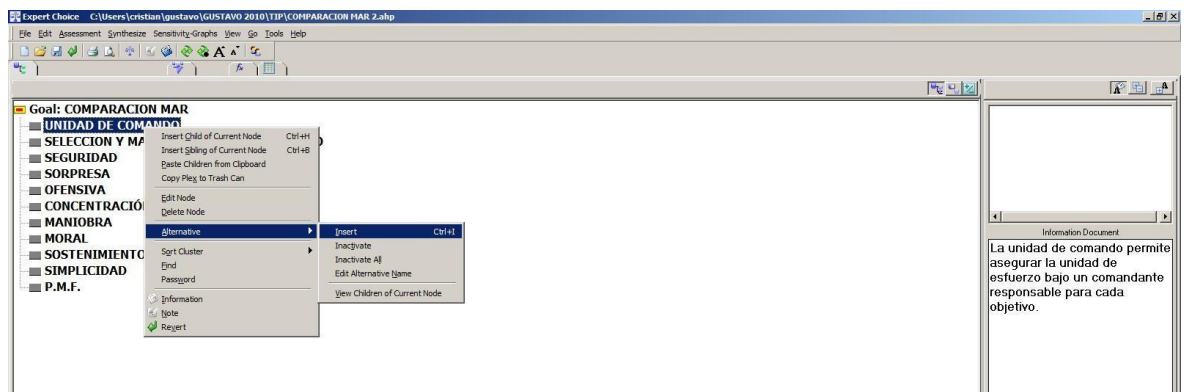 Expert Choice C:\Users\cristian\gustavo\GUSTAVO 2010\TIP\COMPARACION MAR 2.ahp
File Edit Assessment Synthesize Sensitivity-Graphs View Go Tools Help
Goal: COMPARACION MAR
UNIDAD DE COMANDO
SELECCION Y MA
SEGURIDAD
SORPRESA
OFENSIVA
CONCENTRACIÓ
MANIOBRA
MORAL
SOSTENIMIENTO
SIMPLICIDAD
P.M.F.
Insert Child of Current Node Ctrl+H
Insert Sibling of Current Node Ctrl+B
Paste Children from Clipboard
Copy Plex to Trash Can
Edit Node
Delete Node
Alternative
Sort Cluster
Find
Password
Information
Note
Revert
Insert Ctrl+I
Inactivate
Inactivate All
Edit Alternative Name
View Children of Current Node
Information Document
La unidad de comando permite
asegurar la unidad de
esfuerzo bajo un comandante
responsable para cada
objetivo.